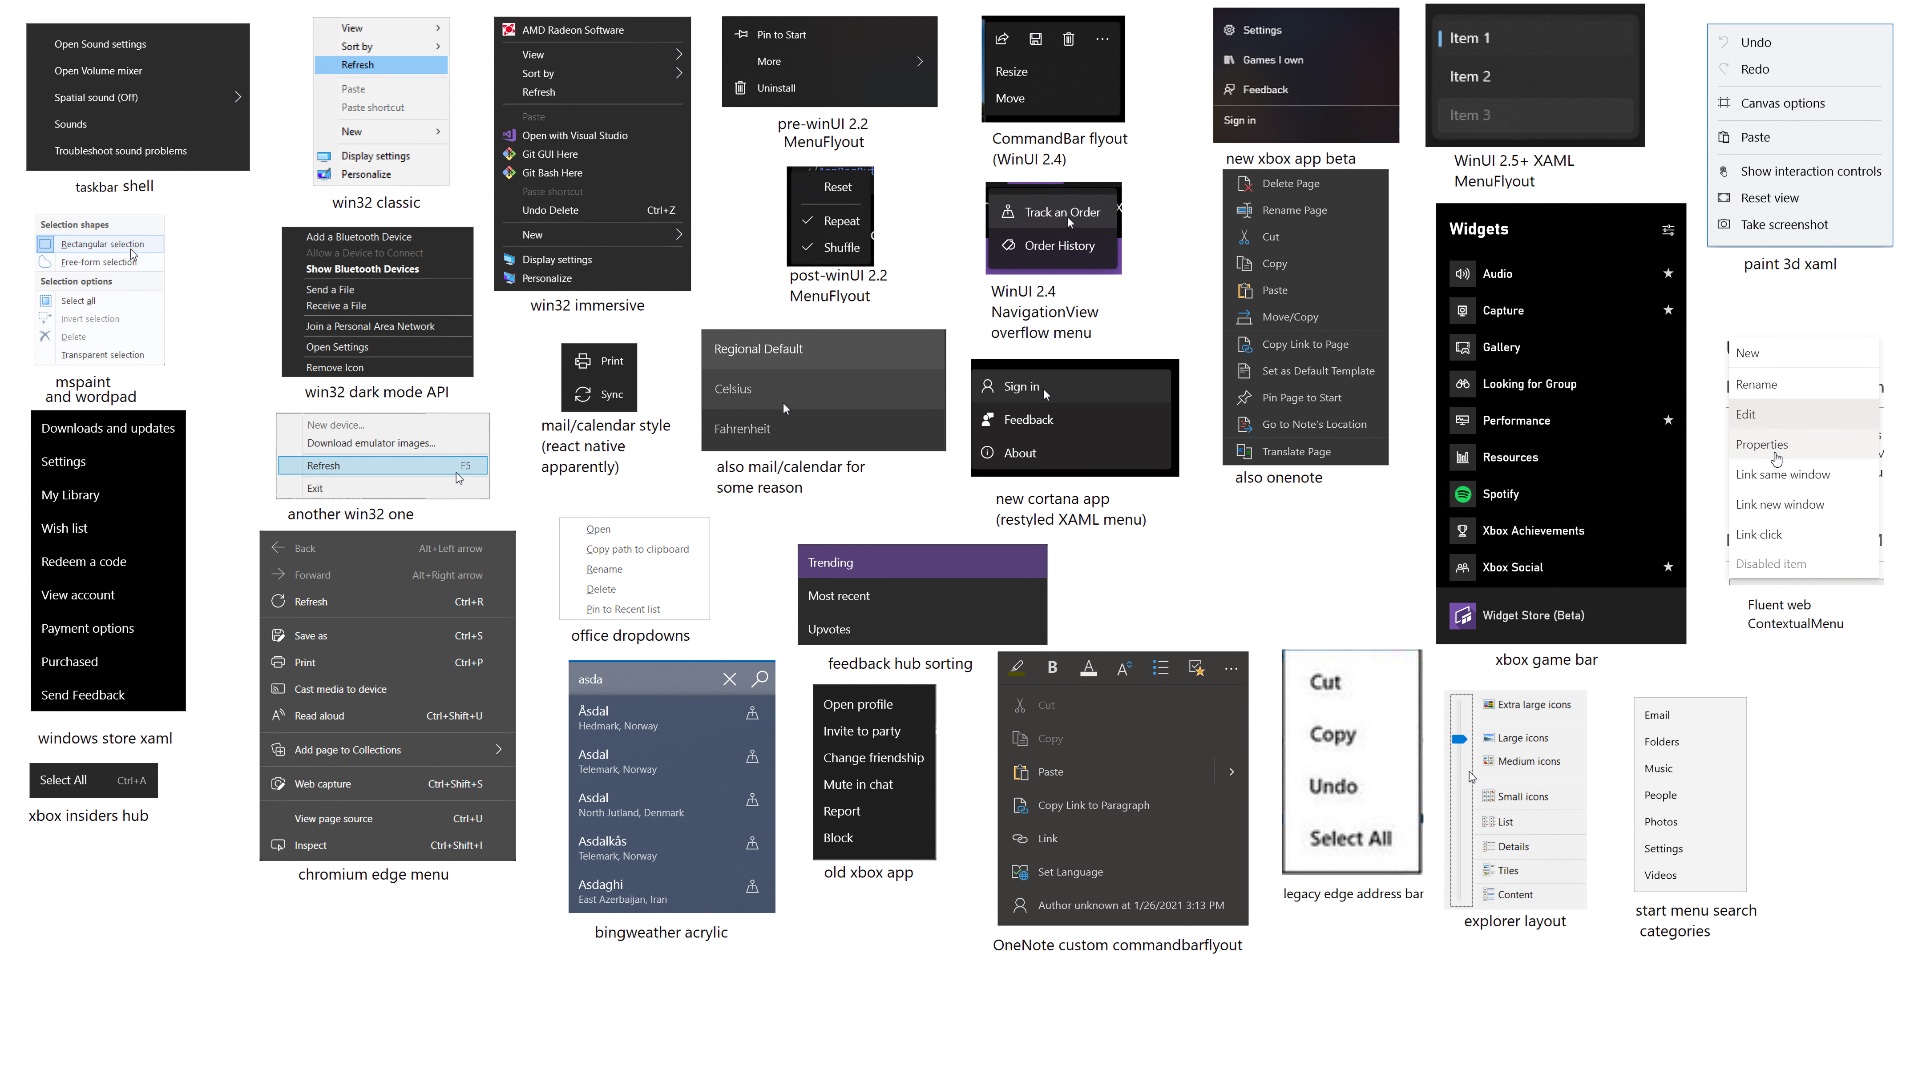 Open Sound settings
Open Volume mixer
Spatial sound (Off)
Sounds
Troubleshoot sound problems
taskbar shell
Selection shapes
Rectangular selection
Free-form selection
Selection options
Select all
Invert selection
Delete
Transparent selection
mspaint
and wordpad
Downloads and updates
Settings
My Library
Wish list
Redeem a code
View account
Payment options
Purchased
Send Feedback
windows store xaml
Select All Ctrl+A
xbox insiders hub
View
Sort by
Refresh
Paste
Paste shortcut
New
Display settings
Personalize
win32 classic
Add a Bluetooth Device
Allow a Device to Connect
Show Bluetooth Devices
Send a File
Receive a File
Join a Personal Area Network
Open Settings
Remove Icon
win32 dark mode API
New device...
Download emulator images...
Refresh F5
Exit
another win32 one
Back Alt+Left arrow
Forward Alt+Right arrow
Refresh Ctrl+R
Save as Ctrl+S
Print Ctrl+P
Cast media to device
Read aloud Ctrl+Shift+U
Add page to Collections
Web capture Ctrl+Shift+S
View page source Ctrl+U
Inspect Ctrl+Shift+I
chromium edge menu
AMD Radeon Software
View
Sort by
Refresh
Paste
Open with Visual Studio
Git GUI Here
Git Bash Here
Paste shortcut
Undo Delete Ctrl+Z
New
Display settings
Personalize
win32 immersive
Print
Sync
mail/calendar style
(react native
apparently)
Open
Copy path to clipboard
Rename
Delete
Pin to Recent list
office dropdowns
asda
Åsdal
Hedmark, Norway
Asdal
Telemark, Norway
Asdal
North Jutland, Denmark
Asdalkås
Telemark, Norway
Asdaghi
East Azerbaijan, Iran
bingweather acrylic
Pin to Start
More
Uninstall
pre-winUI 2.2
MenuFlyout
Reset
Repeat
Shuffle
post-winUI 2.2
MenuFlyout
Regional Default
Celsius
Fahrenheit
also mail/calendar for
some reason
Trending
Most recent
Upvotes
feedback hub sorting
Open profile
Invite to party
Change friendship
Mute in chat
Report
Block
old xbox app
Resize
Move
CommandBar flyout
(WinUI 2.4)
Track an Order
Order History
WinUI 2.4
NavigationView
overflow menu
Sign in
Feedback
About
new cortana app
(restyled XAML menu)
B A A
Cut
Copy
Paste
Copy Link to Paragraph
Link
Set Language
Author unknown at 1/26/2021 3:13 PM
OneNote custom commandbarflyout
Settings
Games I own
Feedback
Sign in
new xbox app beta
Delete Page
Rename Page
Cut
Copy
Paste
Move/Copy
Copy Link to Page
Set as Default Template
Pin Page to Start
Go to Note's Location
Translate Page
also onenote
Cut
Copy
Undo
Select All
legacy edge address bar
Item 1
Item 2
Item 3
WinUI 2.5+ XAML
MenuFlyout
Widgets
Audio
Capture
Gallery
Looking for Group
Performance
Resources
Spotify
Xbox Achievements
Xbox Social
Widget Store (Beta)
xbox game bar
Extra large icons
Large icons
Medium icons
Small icons
List
Details
Tiles
Content
explorer layout
Undo
Redo
Canvas options
Paste
Show interaction controls
Reset view
Take screenshot
paint 3d xaml
New
Rename
Edit
Properties
Link same window
Link new window
Link click
Disabled item
Fluent web
ContextualMenu
Email
Folders
Music
People
Photos
Settings
Videos
start menu search
categories